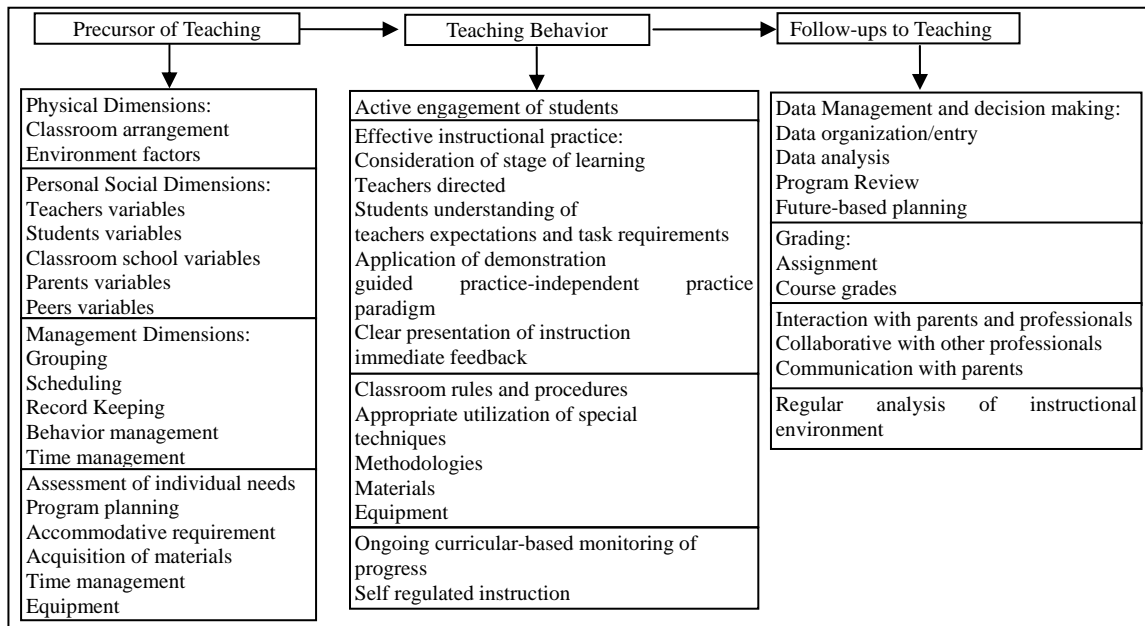 Precursor of Teaching
Teaching Behavior
Follow-ups to Teaching
Physical Dimensions:
Classroom arrangement
Environment factors
Personal Social Dimensions:
Teachers variables
Students variables
Classroom school variables
Parents variables
Peers variables
Management Dimensions:
Grouping
Scheduling
Record Keeping
Behavior management
Time management
Assessment of individual needs
Program planning
Accommodative requirement
Acquisition of materials
Time management
Equipment
Active engagement of students
Effective instructional practice:
Consideration of stage of learning
Teachers directed
Students understanding of
teachers expectations and task requirements
Application of demonstration
guided practice-independent practice
paradigm
Clear presentation of instruction
immediate feedback
Classroom rules and procedures
Appropriate utilization of special
techniques
Methodologies
Materials
Equipment
Ongoing curricular-based monitoring of
progress
Self regulated instruction
Data Management and decision making:
Data organization/entry
Data analysis
Program Review
Future-based planning
Grading:
Assignment
Course grades
Interaction with parents and professionals
Collaborative with other professionals
Communication with parents
Regular analysis of instructional
environment